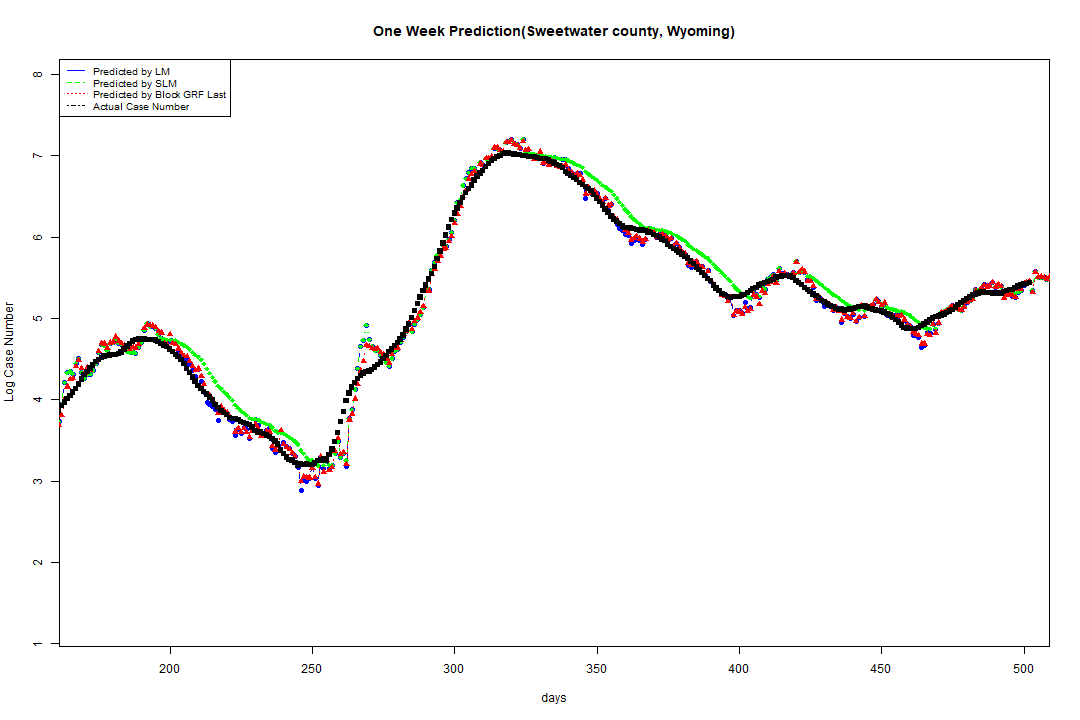 One Week Prediction(Sweetwater county, Wyoming)
Predicted by LM
Predicted by SLM
Predicted by Block GRF Last
Actual Case Number
8
7
6
5
4
3
2
1
Log Case Number
200 250 300 350 400 450 500
days